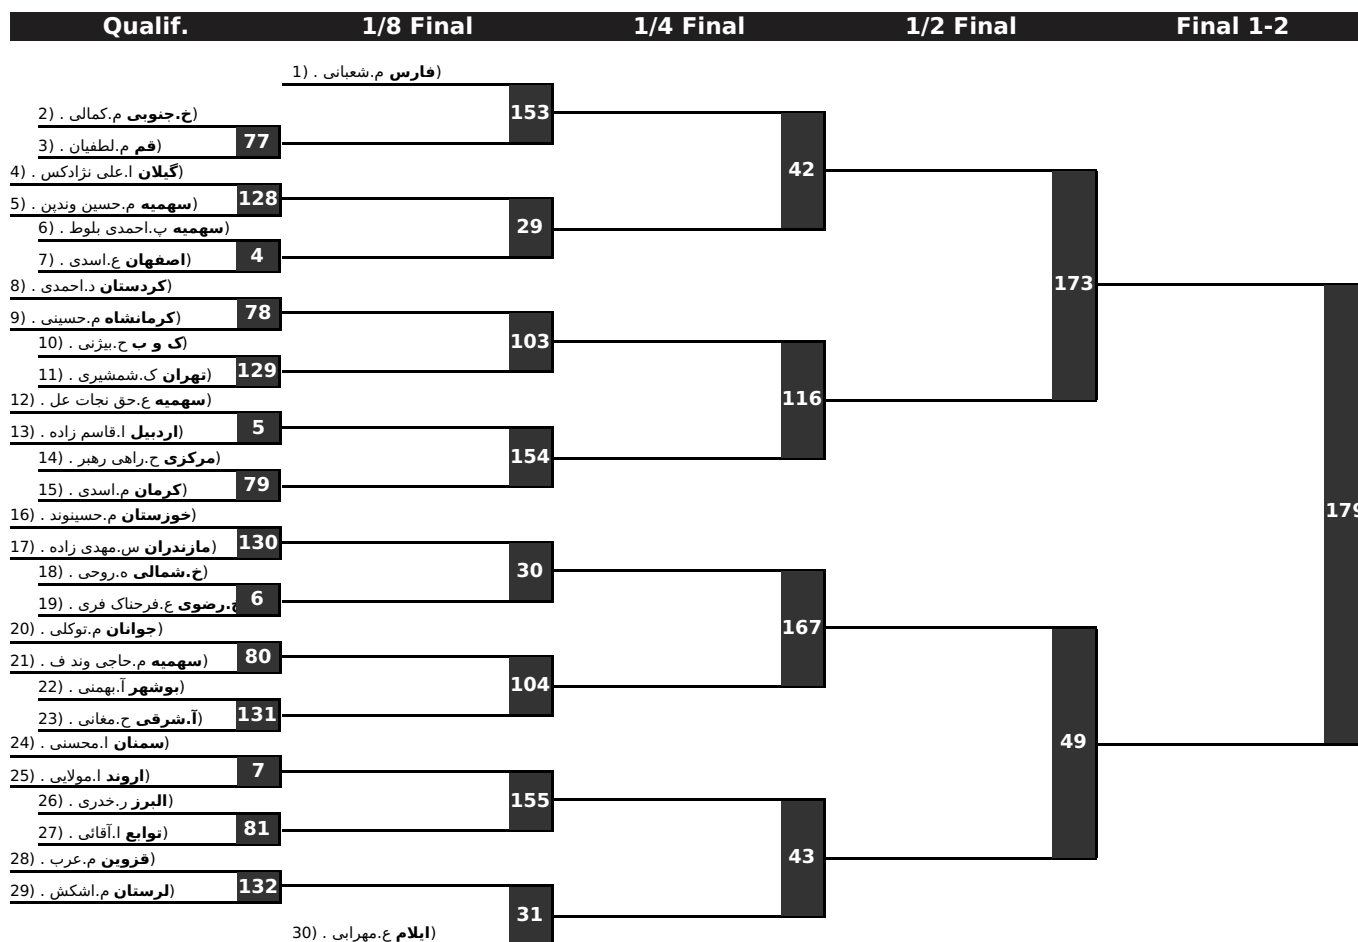 Qualif. 1/8 Final 1/4 Final 1/2 Final Final 1-2
1) . م.شعبانی فارس)
153
2) . م.کمالی خ.جنوبی)
77
3) . م.لطفیان قم)
4) . ا.علی نژادکس گیلان)
42
128
5) . م.حسین وندپن سهمیه)
6) . پ.احمدی بلوط سهمیه)
29
4
7) . ع.اسدی اصفهان)
8) . د.احمدی کردستان)
173
78
9) . م.حسینی کرمانشاه)
10) . ح.بیژنی ک و ب)
103
129
11) . ک.شمشیری تهران)
12) . ع.حق نجات عل سهمیه)
116
5
13) . ا.قاسم زاده اردبیل)
14) . ح.راهی رهبر مرکزی)
154
79
15) . م.اسدی کرمان)
16) . م.حسینوند خوزستان)
179
130
17) . س.مهدی زاده مازندران)
18) . ه.روحی خ.شمالی)
30
6
19) . ع.فرحناک فری خ.رضوی
20) . م.توکلی جوانان)
167
80
21) . م.حاجی وند ف سهمیه)
22) . آ.بهمنی بوشهر)
104
131
23) . ح.مغانی آ.شرقی)
24) . ا.محسنی سمنان)
49
7
25) . ا.مولایی اروند)
26) . ر.خدری البرز)
155
81
27) . ا.آقائی توابع)
28) . م.عرب قزوین)
43
132
29) . م.اشکش لرستان)
31
30) . ع.مهرابی ایلام)